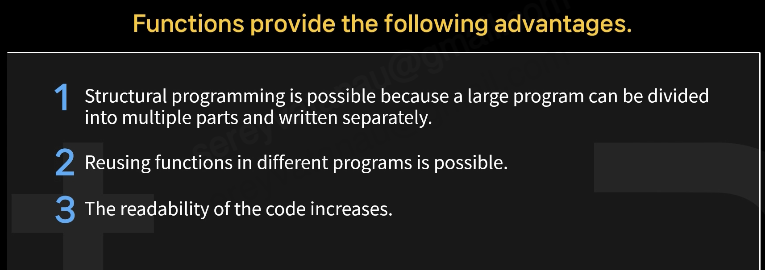 Functions provide the following advantages.
1 Structural programming is possible because a large program can be divided
into multiple parts and written separately.
2 Reusing functions in different programs is possible.
3 The readability of the code increases.